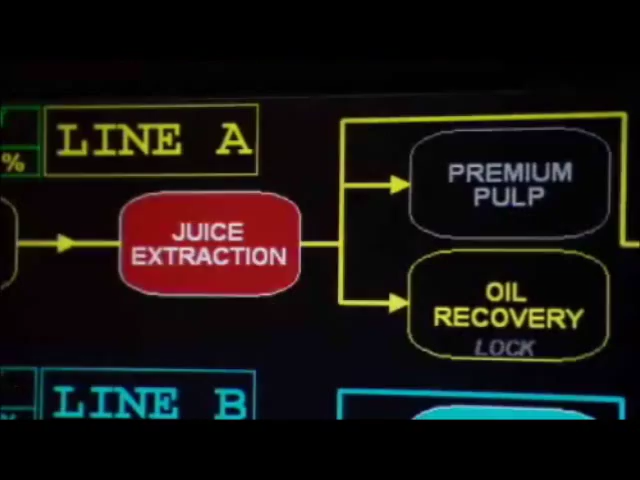 %
LINE A
PREMIUM
PULP
JUICE
EXTRACTION
OIL
RECOVERY
LOCK
LINE B